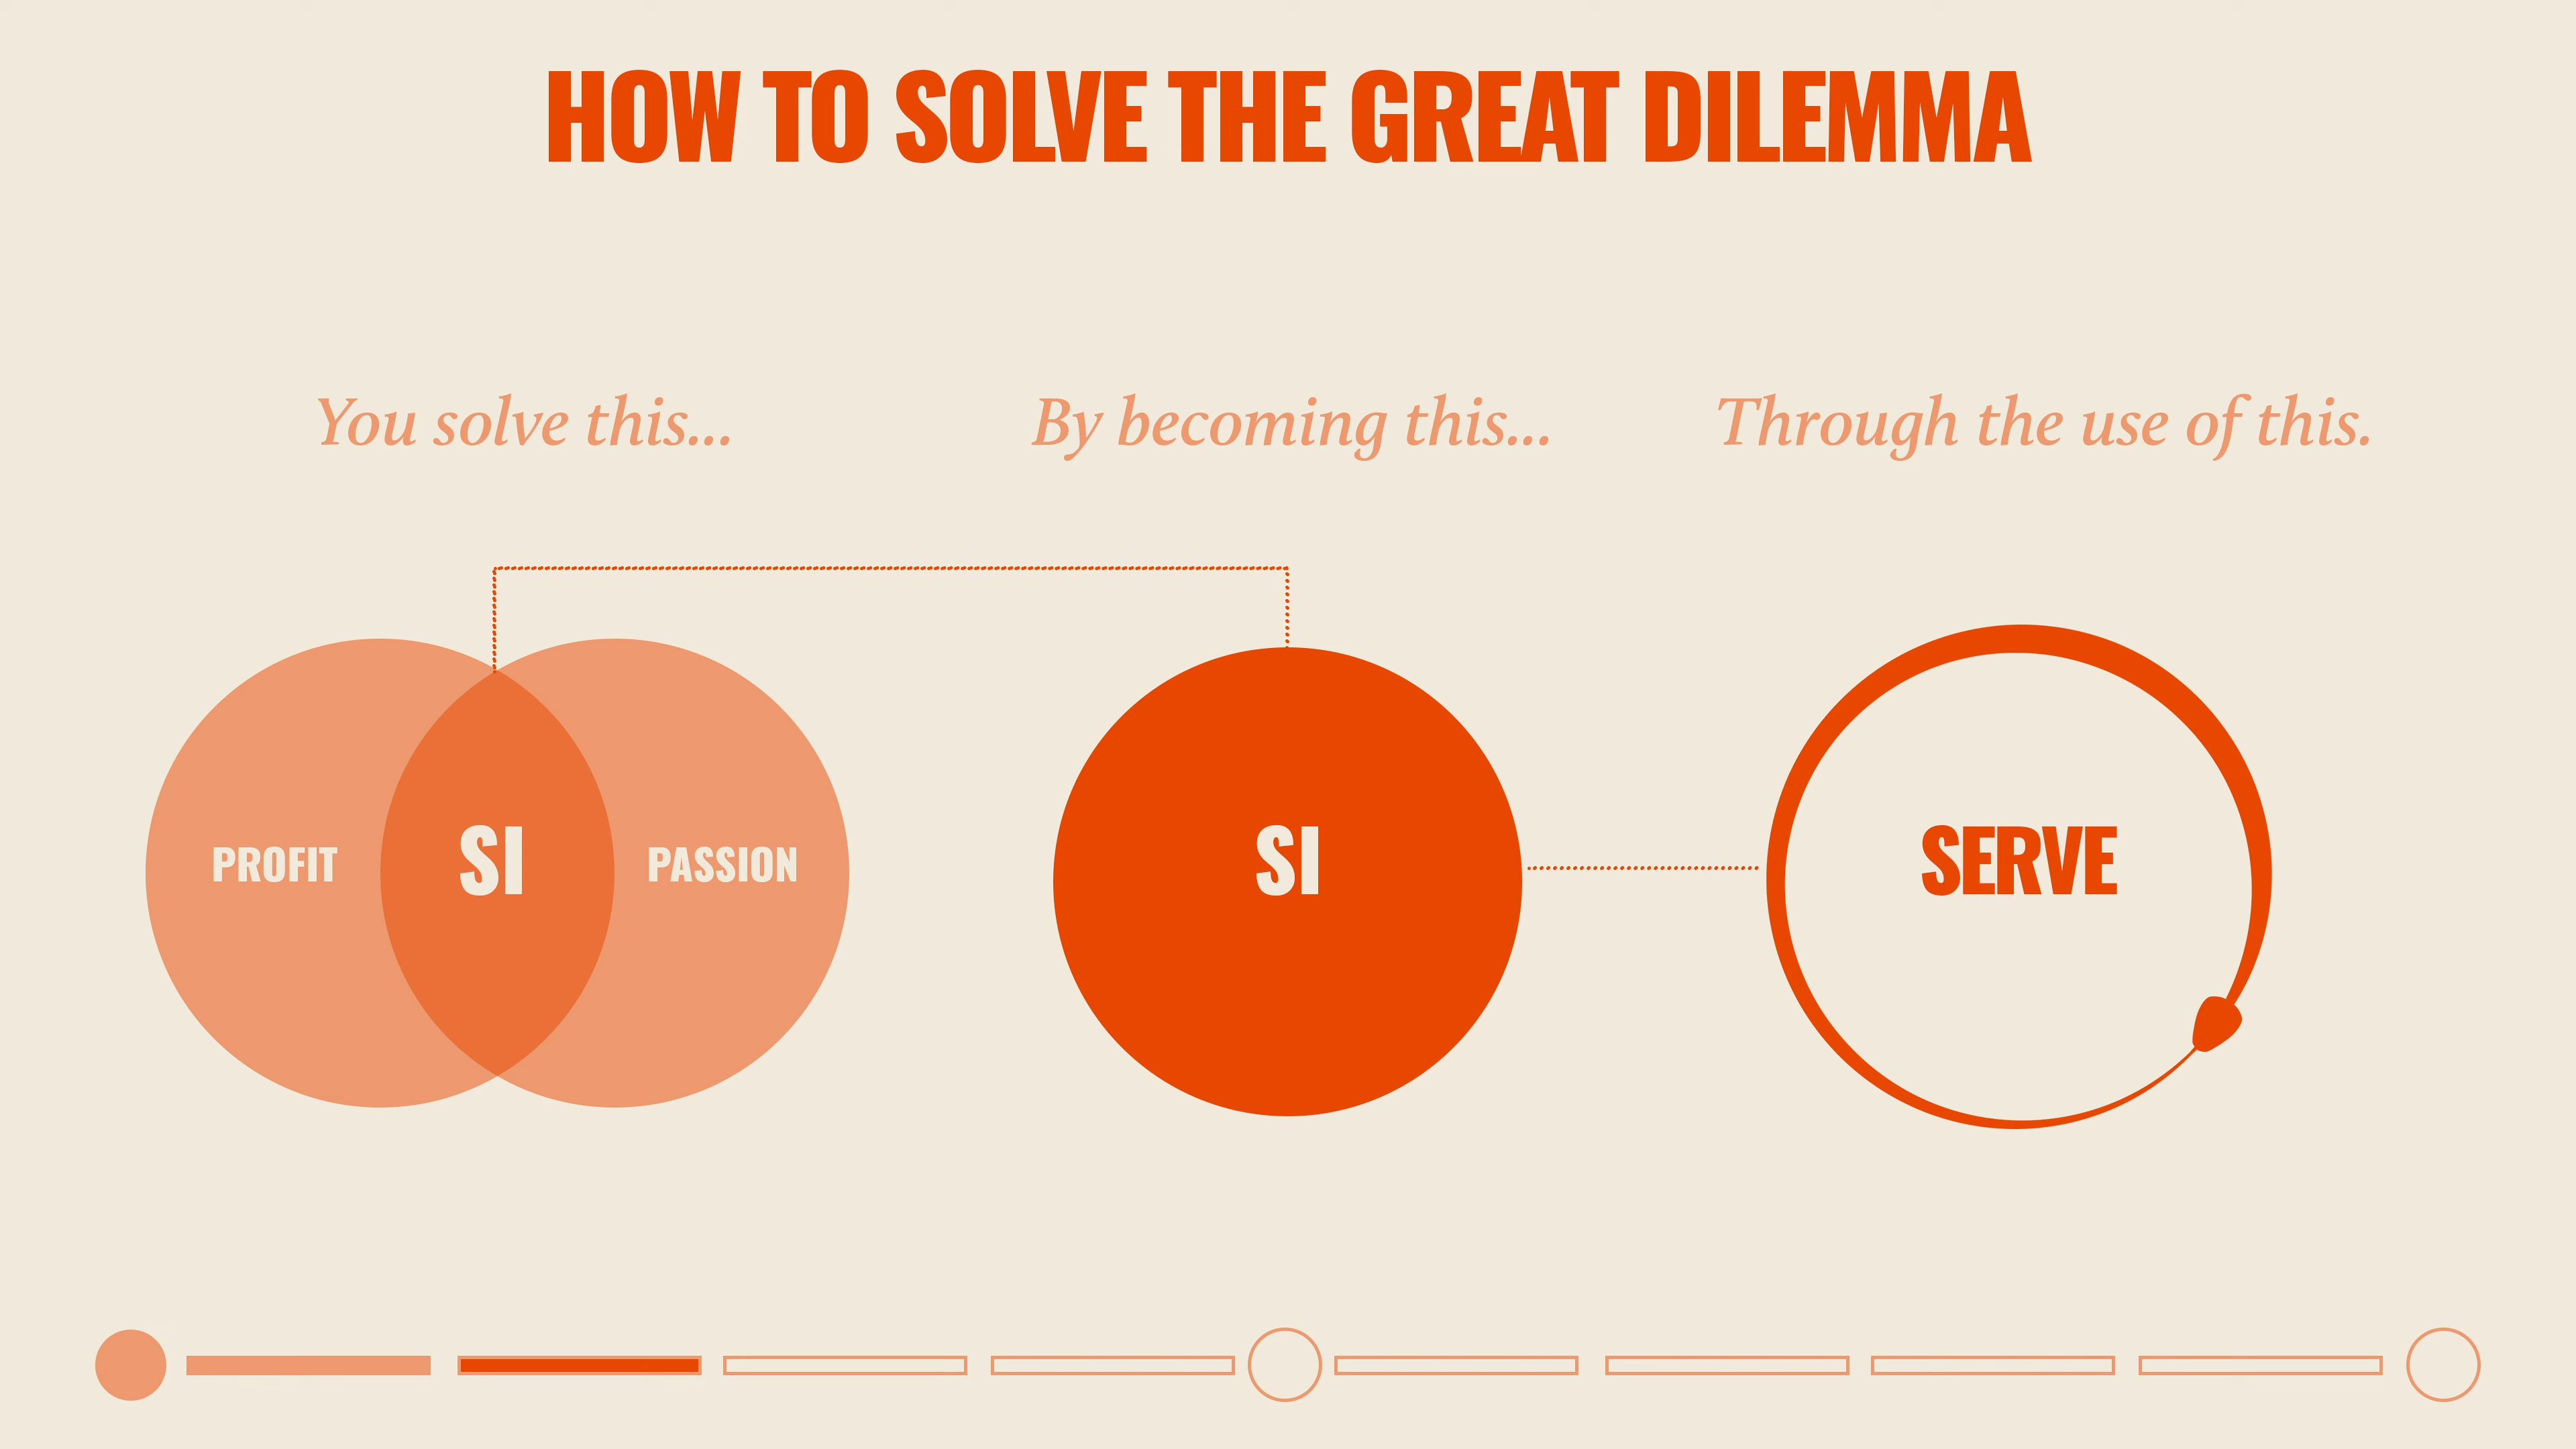 HOW TO SOLVE THE GREAT DILEMMA
You solve this...
By becoming this...
Through the use of this.
PROFIT
SI
PASSION
SI
SERVE